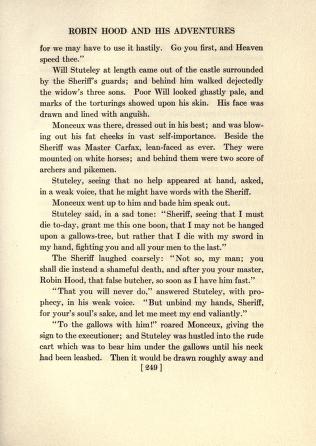 ROBIN HOOD AND HIS ADVENTURES
for we may have to use it hastily. Go you first, and Heaven
speed thee."
Will Stuteley at length came out of the castle surrounded
by the Sheriff's guards; and behind him walked dejectedly
the widow's three sons. Poor Will looked ghastly pale, and
marks of the torturings showed upon his skin. His face was
drawn and lined with anguish.
Monceux was there, dressed out in his best; and was blow-
ing out his fat cheeks in vast self-importance. Beside the
Sheriff was Master Carfax, lean-faced as ever. They were
mounted on white horses; and behind them were two score of
archers and pikemen.
Stuteley, seeing that no help appeared at hand, asked,
in a weak voice, that he might have words with the Sheriff.
Monceux went up to him and bade him speak out.
Stuteley said, in a sad tone: "Sheriff, seeing that I must
die to-day, grant me this one boon, that I may not be hanged
upon a gallows-tree, but rather that I die with my sword in
my hand, fighting you and all your men to the last."
The Sheriff laughed coarsely: "Not so, my man; you
shall die instead a shameful death, and after you your master,
Robin Hood, that false butcher, so soon as I have him fast."
"That you will never do," answered Stuteley, with pro-
phecy, in his weak voice. "But unbind my hands, Sheriff,
for your's soul's sake, and let me meet my end valiantly."
"To the gallows with him!" roared Monceux, giving the
sign to the executioner; and Stuteley was hustled into the rude
cart which was to bear him under the gallows until his neck
had been leashed. Then it would be drawn roughly away and
[ 249 ]